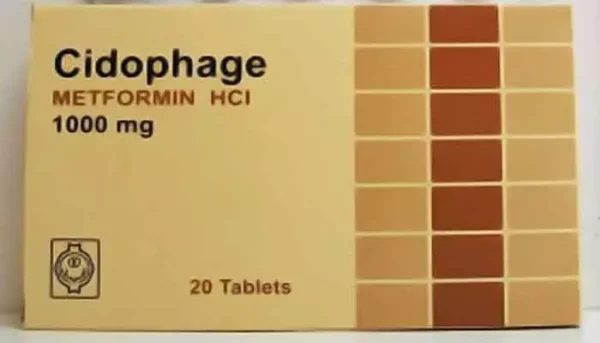 Cidophage
METFORMIN HCl
1000 mg
20 Tablets